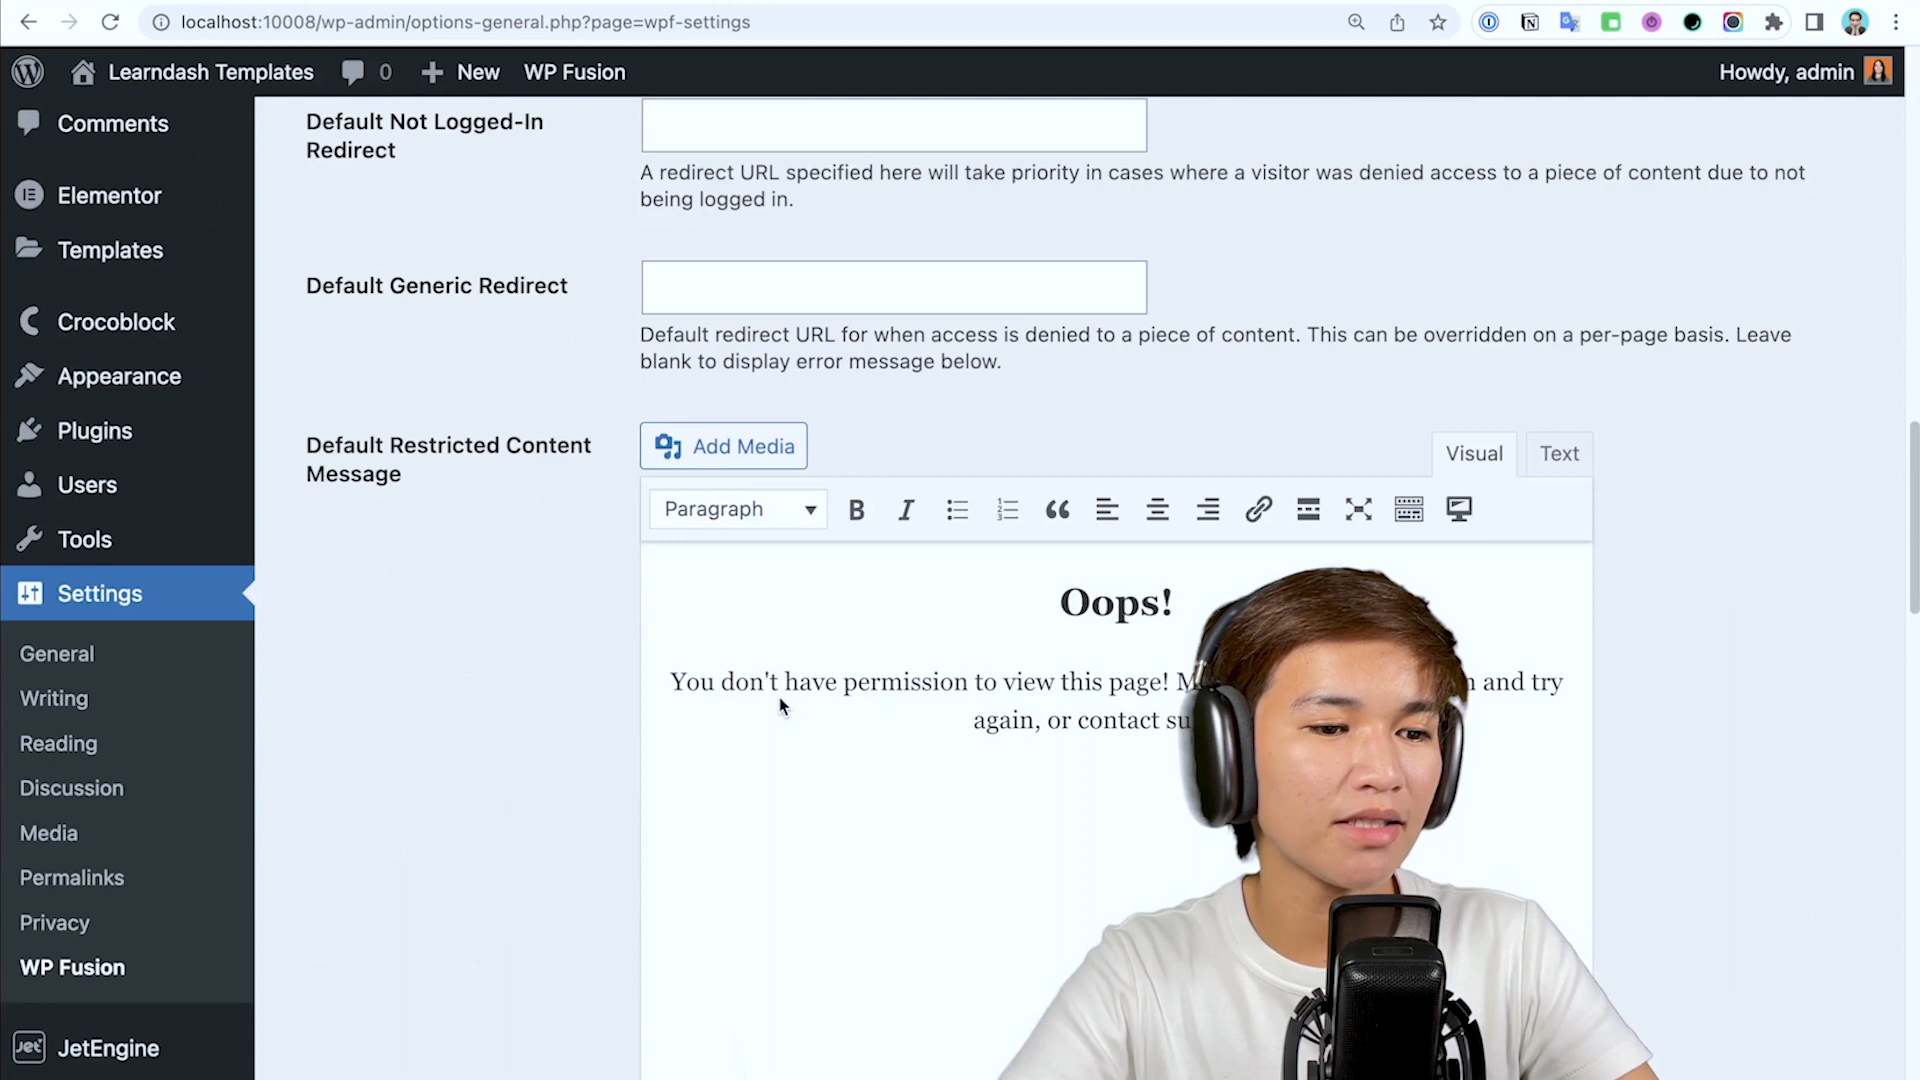 localhost:10008/wp-admin/options-general.php?page=wpf-settings
Learndash Templates 0 New WP Fusion Howdy, admin
Comments
Elementor
Templates
Crocoblock
Appearance
Plugins
Users
Tools
Settings
General
Writing
Reading
Discussion
Media
Permalinks
Privacy
WP Fusion
JetEngine
Default Not Logged-In
Redirect
A redirect URL specified here will take priority in cases where a visitor was denied access to a piece of content due to not
being logged in.
Default Generic Redirect
Default redirect URL for when access is denied to a piece of content. This can be overridden on a per-page basis. Leave
blank to display error message below.
Default Restricted Content
Message
Add Media
Visual Text
Paragraph
Oops!
You don't have permission to view this page! and try
again, or contact